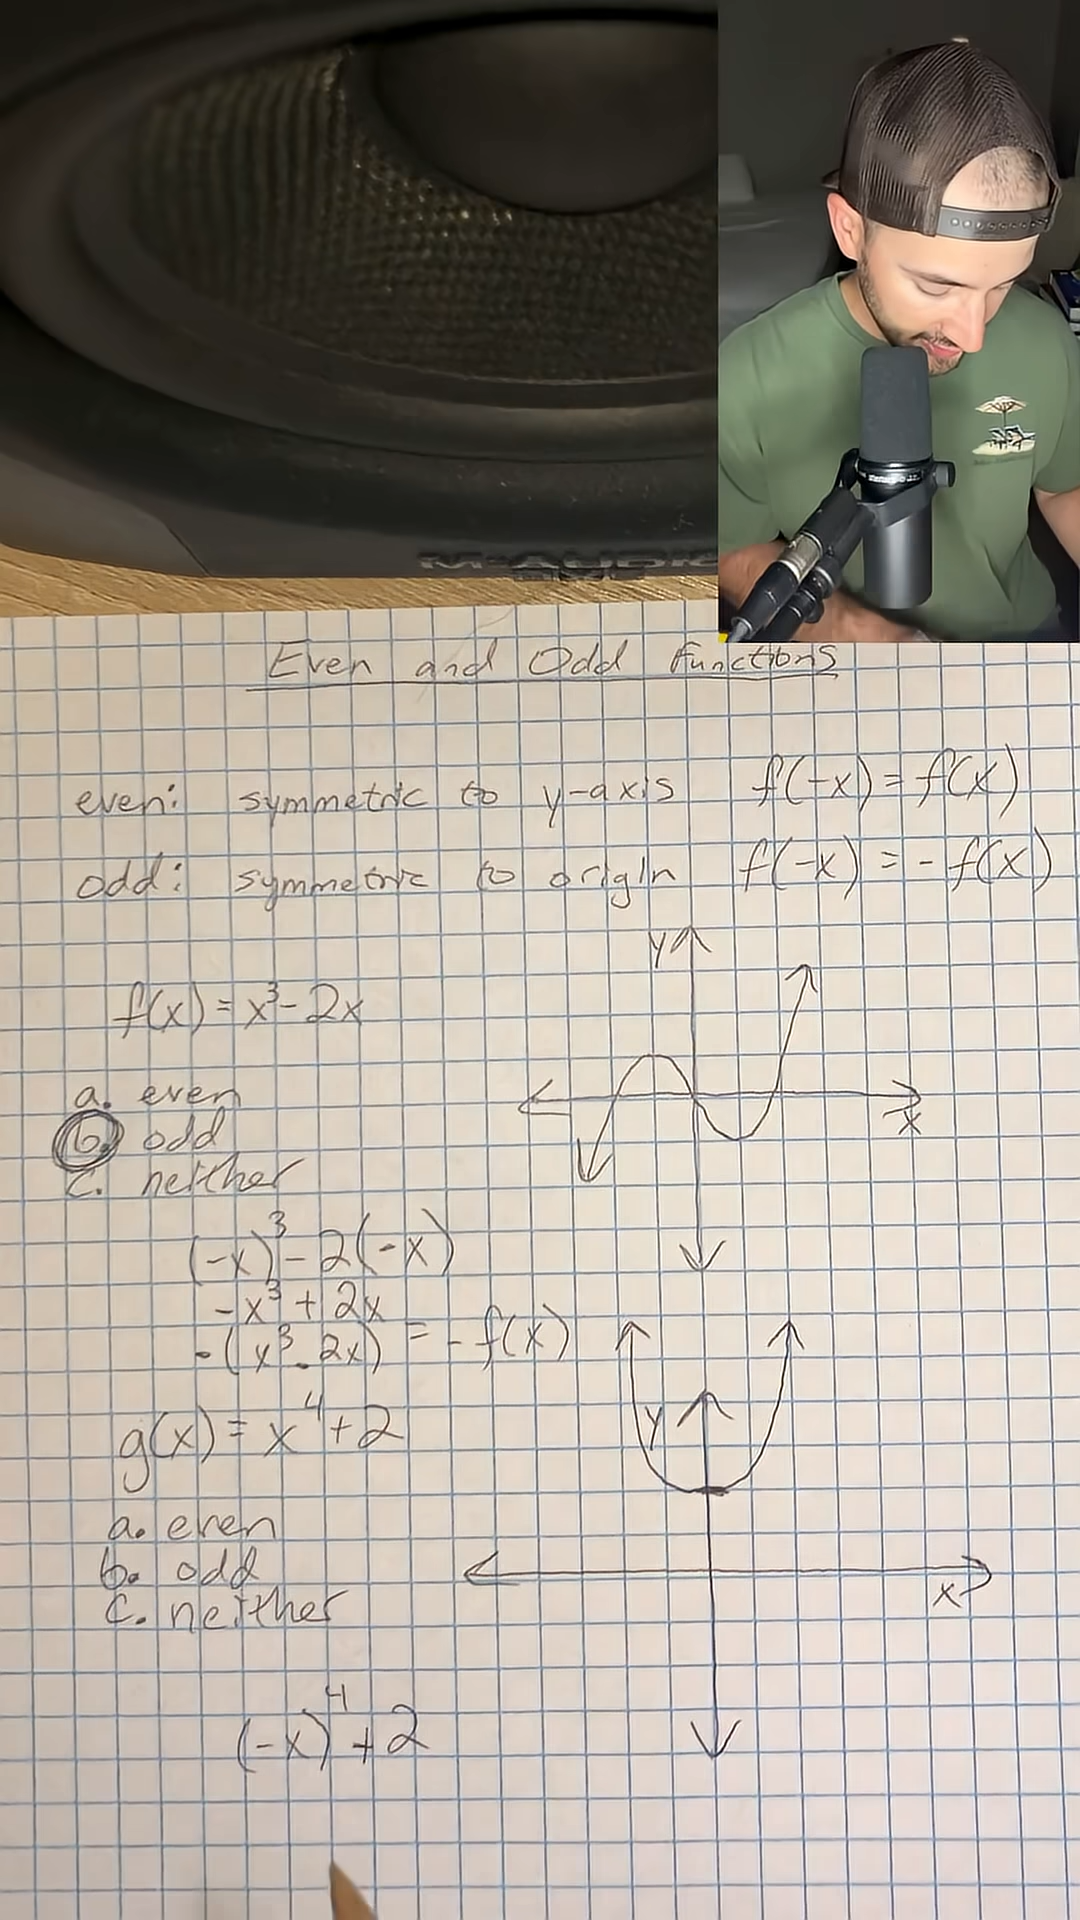 M-AUDIO
Even and Odd Functions
even: symmetric to y-axis f(-x) = f(x)
odd: symmetric to origin f(-x) = -f(x)
y
f(x) = x³ - 2x
x
a. even
b. odd
c. neither
(-x)³ - 2(-x)
-x³ + 2x
-(x³ - 2x) = -f(x)
y
g(x) = x⁴ + 2
a. even
b. odd
x
c. neither
(-x)⁴ + 2